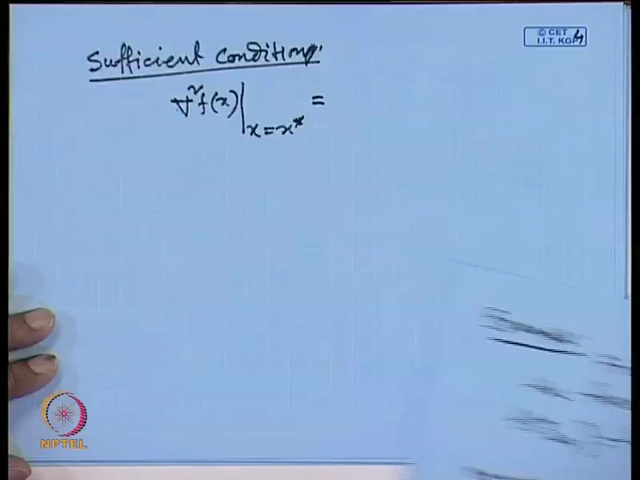 © CET
I.I.T. KGP
Sufficient condition:
∇²f(x)|x=x* =
NPTEL